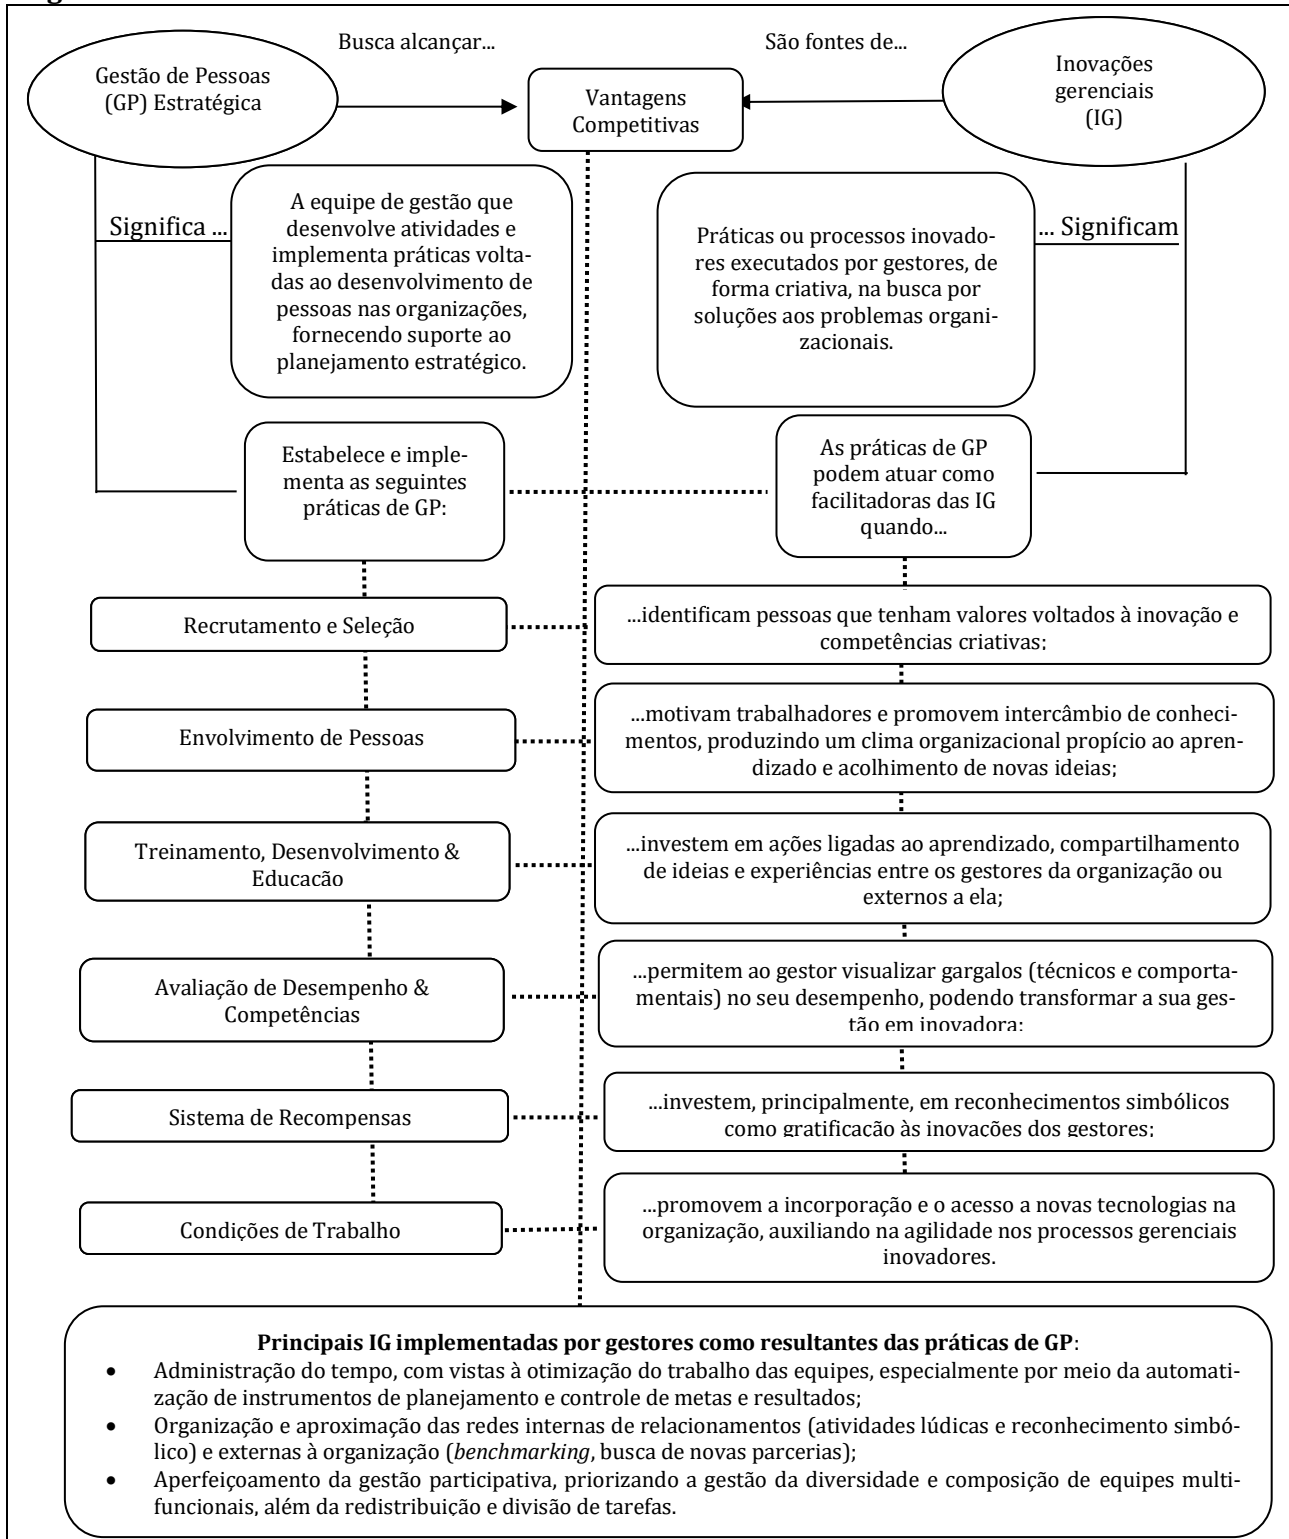 Busca alcançar...
São fontes de...
Gestão de Pessoas
(GP) Estratégica
Vantagens
Competitivas
Inovações
gerenciais
(IG)
Significa ...
A equipe de gestão que
desenvolve atividades e
implementa práticas volta-
das ao desenvolvimento de
pessoas nas organizações,
fornecendo suporte ao
planejamento estratégico.
Práticas ou processos inovado-
res executados por gestores, de
forma criativa, na busca por
soluções aos problemas organi-
zacionais.
... Significam
Estabelece e imple-
menta as seguintes
práticas de GP:
As práticas de GP
podem atuar como
facilitadoras das IG
quando...
Recrutamento e Seleção
...identificam pessoas que tenham valores voltados à inovação e
competências criativas;
Envolvimento de Pessoas
...motivam trabalhadores e promovem intercâmbio de conheci-
mentos, produzindo um clima organizacional propício ao apren-
dizado e acolhimento de novas ideias;
Treinamento, Desenvolvimento &
Educação
...investem em ações ligadas ao aprendizado, compartilhamento
de ideias e experiências entre os gestores da organização ou
externos a ela;
Avaliação de Desempenho &
Competências
...permitem ao gestor visualizar gargalos (técnicos e comporta-
mentais) no seu desempenho, podendo transformar a sua ges-
tão em inovadora;
Sistema de Recompensas
...investem, principalmente, em reconhecimentos simbólicos
como gratificação às inovações dos gestores;
Condições de Trabalho
...promovem a incorporação e o acesso a novas tecnologias na
organização, auxiliando na agilidade nos processos gerenciais
inovadores.
Principais IG implementadas por gestores como resultantes das práticas de GP:
• Administração do tempo, com vistas à otimização do trabalho das equipes, especialmente por meio da automati-
zação de instrumentos de planejamento e controle de metas e resultados;
• Organização e aproximação das redes internas de relacionamentos (atividades lúdicas e reconhecimento simbó-
lico) e externas à organização (benchmarking, busca de novas parcerias);
• Aperfeiçoamento da gestão participativa, priorizando a gestão da diversidade e composição de equipes multi-
funcionais, além da redistribuição e divisão de tarefas.